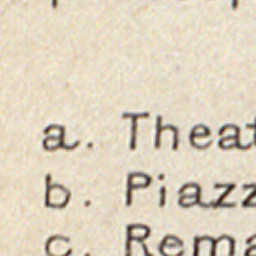 a. Theat
b. Piazz
c. Rema